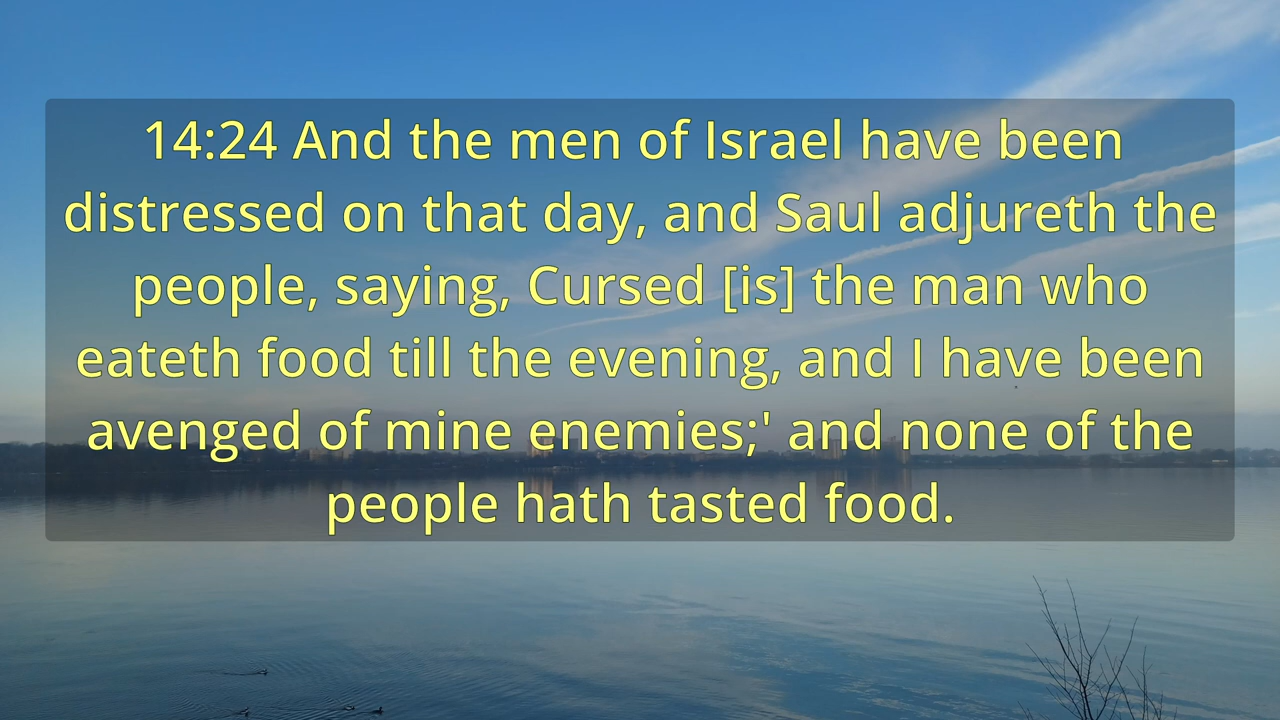 14:24 And the men of Israel have been
distressed on that day, and Saul adjureth the
people, saying, Cursed [is] the man who
eateth food till the evening, and I have been
avenged of mine enemies;' and none of the
people hath tasted food.